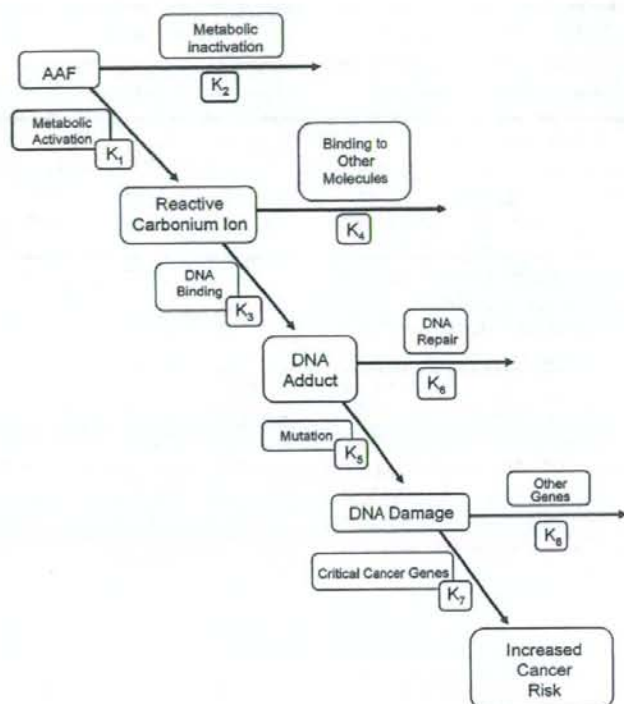 Metabolic
inactivation
AAF
K₂
Metabolic
Activation
K₁
Binding to
Other
Molecules
Reactive
Carbonium Ion
K₄
DNA
Binding
K₃
DNA
Repair
DNA
Adduct
K₆
Mutation
K₅
Other
Genes
DNA Damage
K₈
Critical Cancer Genes
K₇
Increased
Cancer
Risk